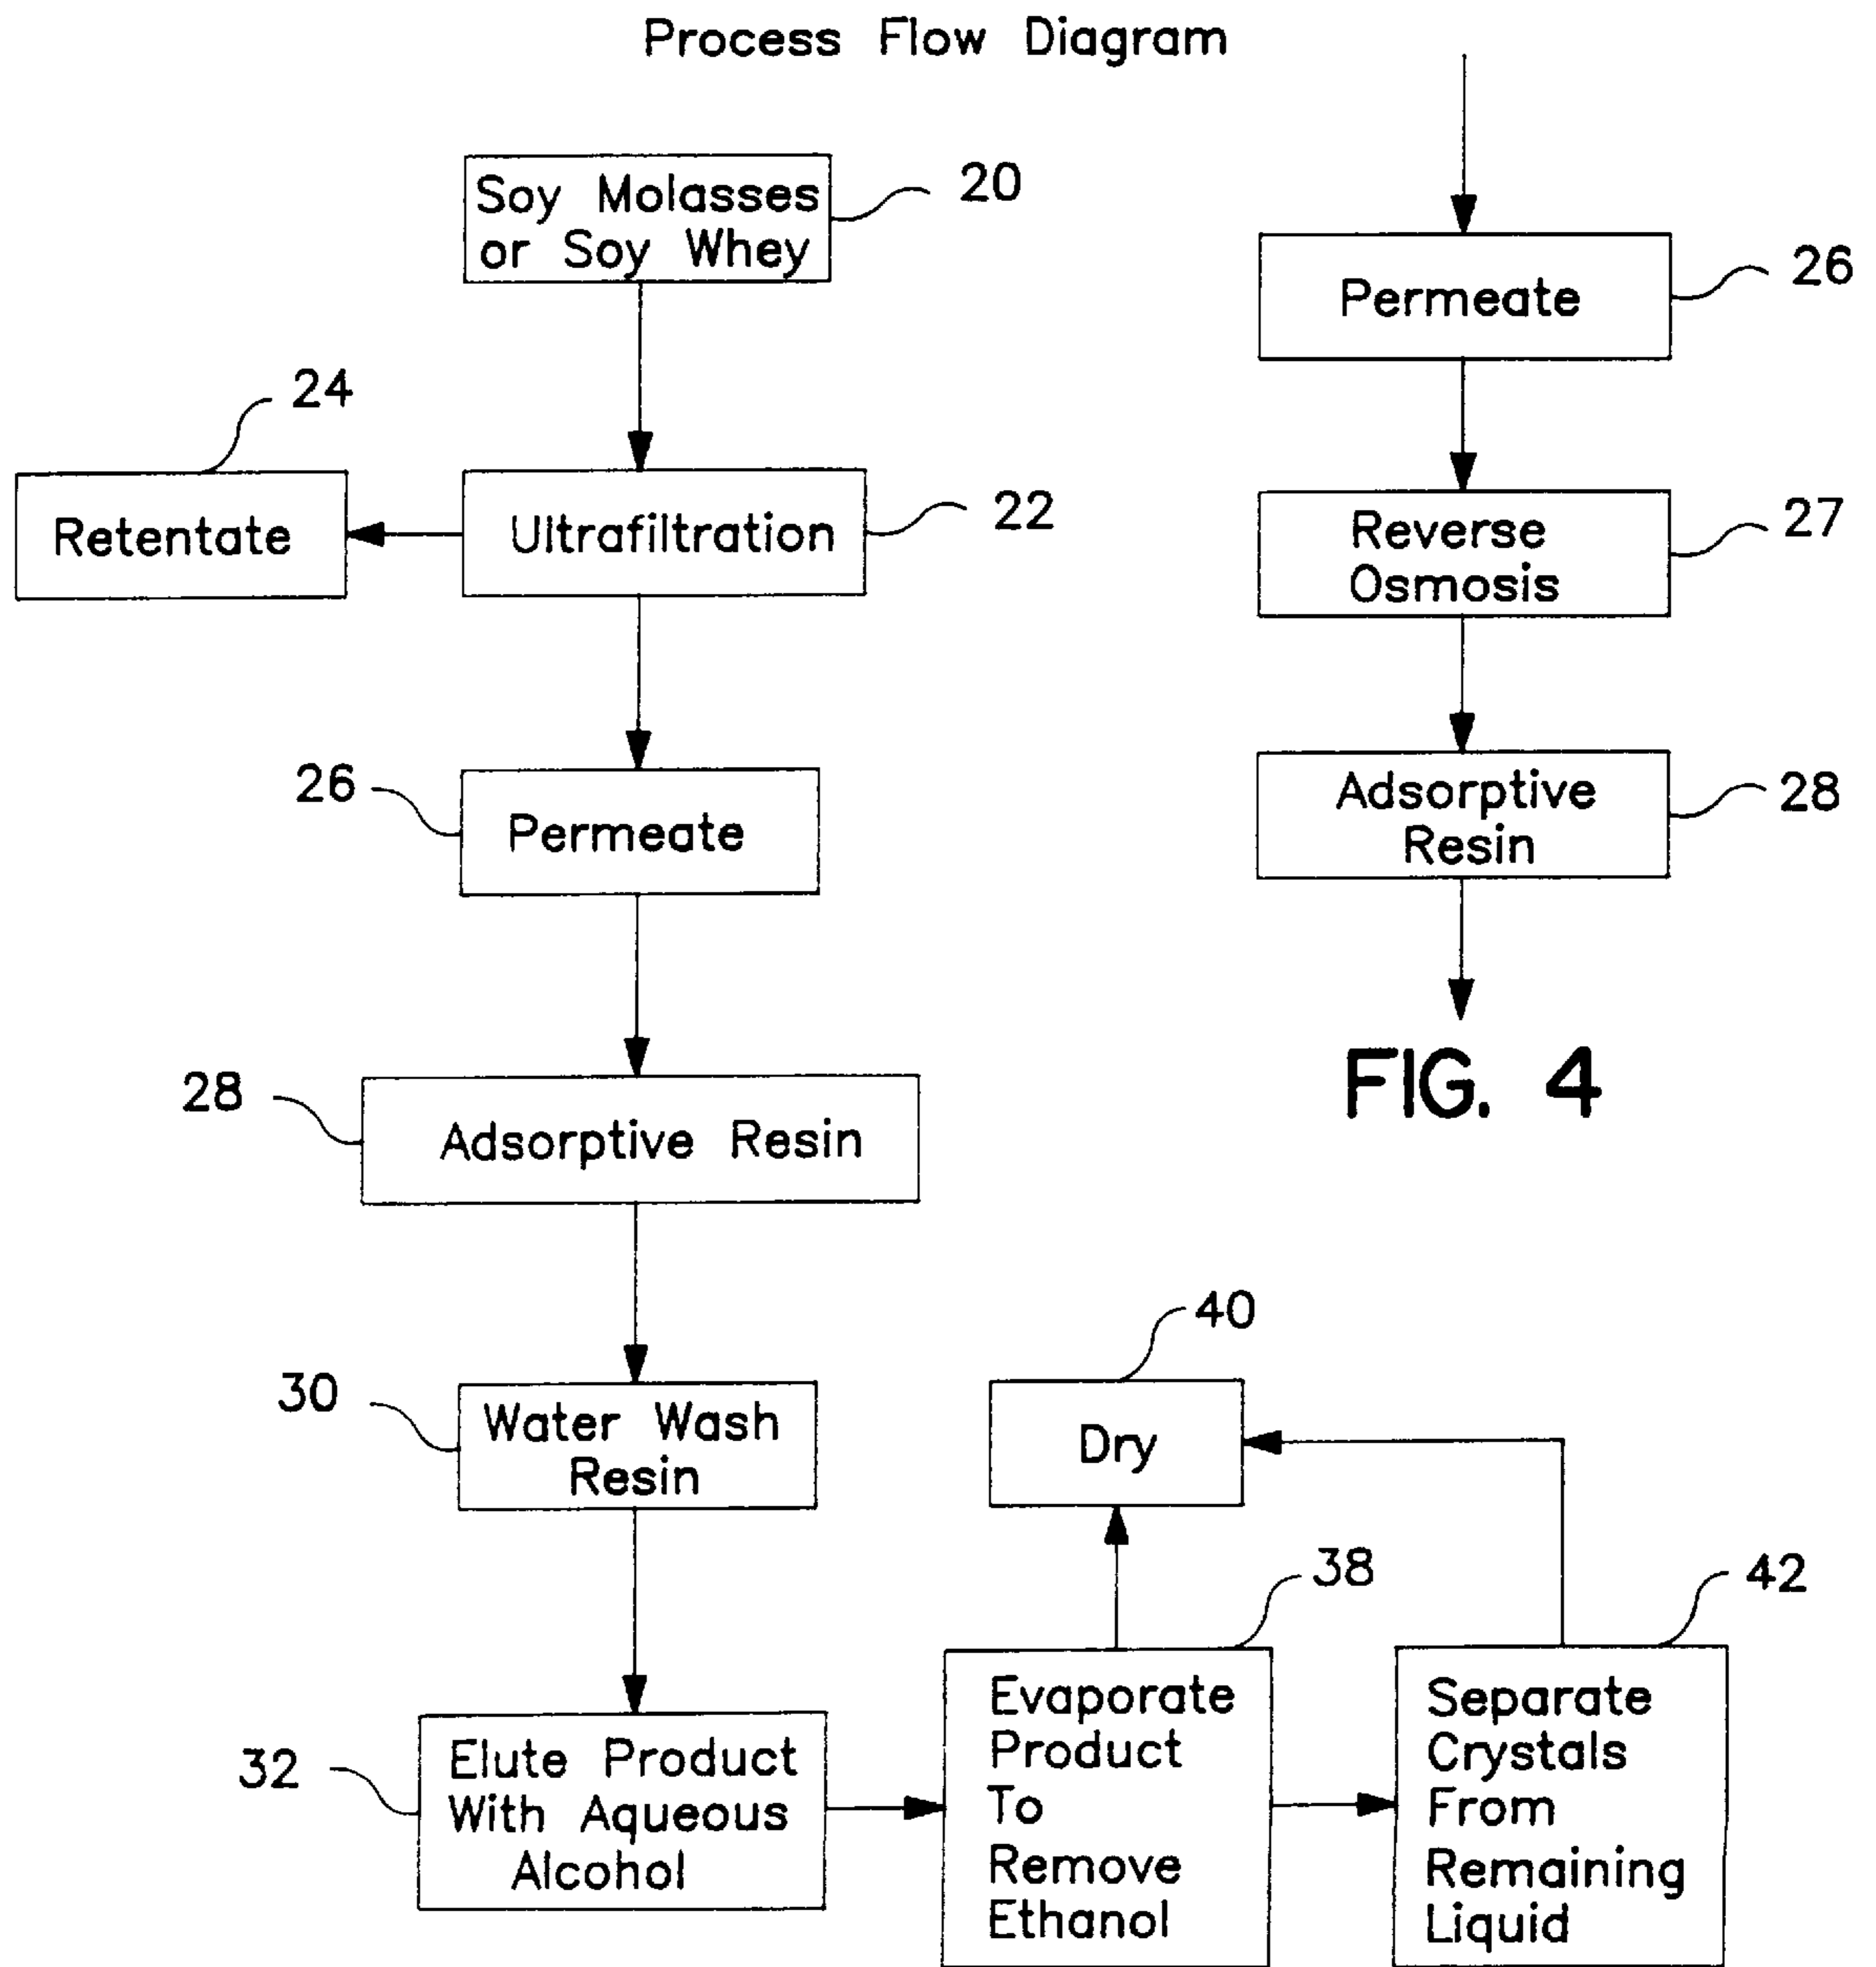 Process Flow Diagram
Soy Molasses
or Soy Whey
20
24
Retentate
Ultrafiltration
22
26
Permeate
28
Adsorptive Resin
30
Water Wash
Resin
32
Elute Product
With Aqueous
Alcohol
38
Evaporate
Product
To
Remove
Ethanol
40
Dry
42
Separate
Crystals
From
Remaining
Liquid
Permeate
26
Reverse
Osmosis
27
Adsorptive
Resin
28
FIG. 4